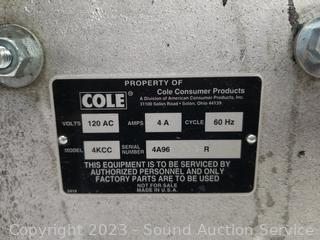 PROPERTY OF
COLE
Cole Consumer Products
A Division of American Consumer Products, Inc.
31100 Solon Road • Solon, Ohio 44139
VOLTS 120 AC AMPS 4 A CYCLE 60 Hz
MODEL 4KCC SERIAL NUMBER 4A96 R
THIS EQUIPMENT IS TO BE SERVICED BY
AUTHORIZED PERSONNEL AND ONLY
FACTORY PARTS ARE TO BE USED
NOT FOR SALE
MADE IN U.S.A.
Copyright 2023 - Sound Auction Service